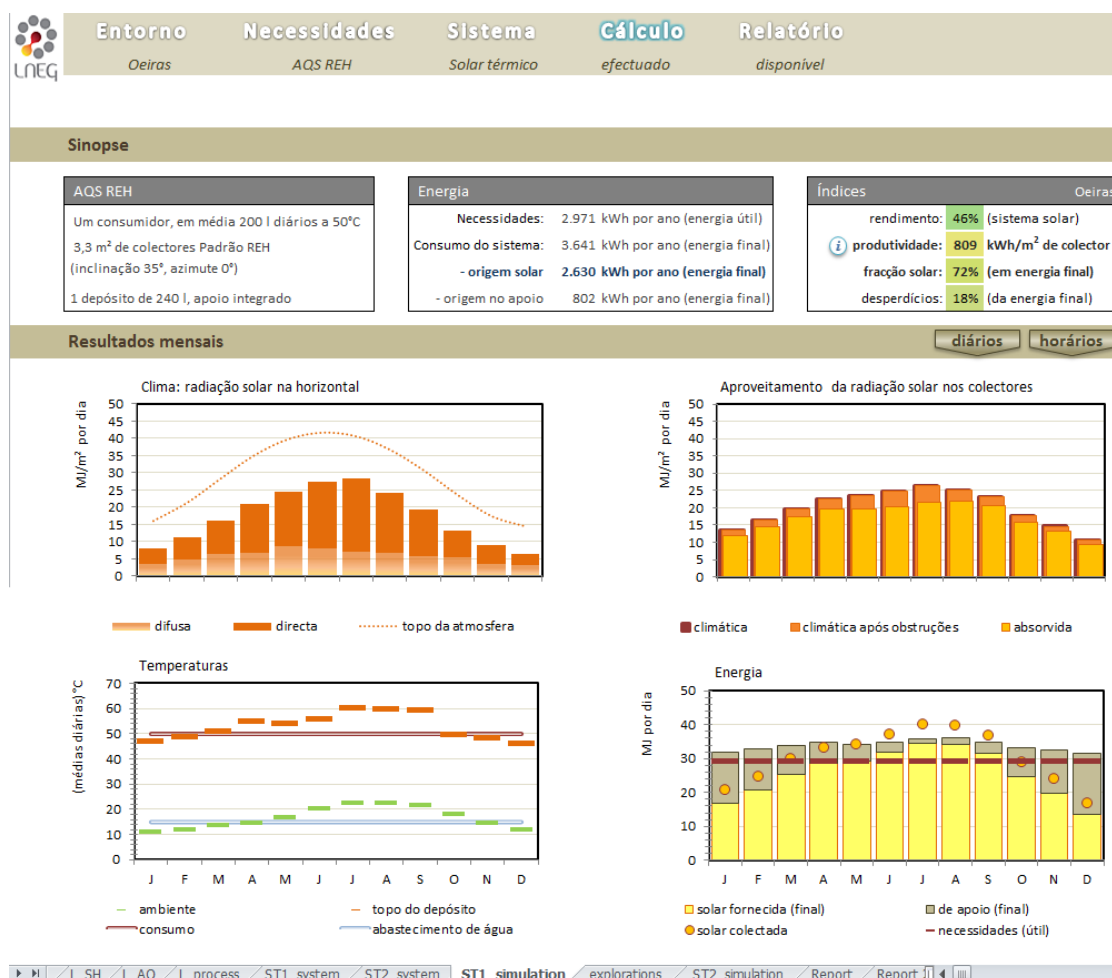 Entorno Necessidades Sistema Cálculo Relatório
LNEG
Oeiras AQS REH Solar térmico efectuado disponível
Sinopse
AQS REH
Um consumidor, em média 200 l diários a 50°C
3,3 m² de colectores Padrão REH
(inclinação 35°, azimute 0°)
1 depósito de 240 l, apoio integrado
Energia
Necessidades: 2.971 kWh por ano (energia útil)
Consumo do sistema: 3.641 kWh por ano (energia final)
- origem solar 2.630 kWh por ano (energia final)
- origem no apoio 802 kWh por ano (energia final)
Índices Oeiras
rendimento: 46% (sistema solar)
i produtividade: 809 kWh/m² de colector
fracção solar: 72% (em energia final)
desperdícios: 18% (da energia final)
Resultados mensais
diários horários
Clima: radiação solar na horizontal
MJ/m² por dia
50
45
40
35
30
25
20
15
10
5
0
difusa directa topo da atmosfera
Aproveitamento da radiação solar nos colectores
MJ/m² por dia
50
45
40
35
30
25
20
15
10
5
0
climática climática após obstruções absorvida
Temperaturas
(médias diárias) °C
70
60
50
40
30
20
10
0
J F M A M J J A S O N D
ambiente topo do depósito
consumo abastecimento de água
Energia
MJ por dia
50
40
30
20
10
0
J F M A M J J A S O N D
solar fornecida (final) de apoio (final)
solar colectada necessidades (útil)
I_SH I_AQ I_process ST1_system ST2_system ST1_simulation explorations ST2_simulation Report Report